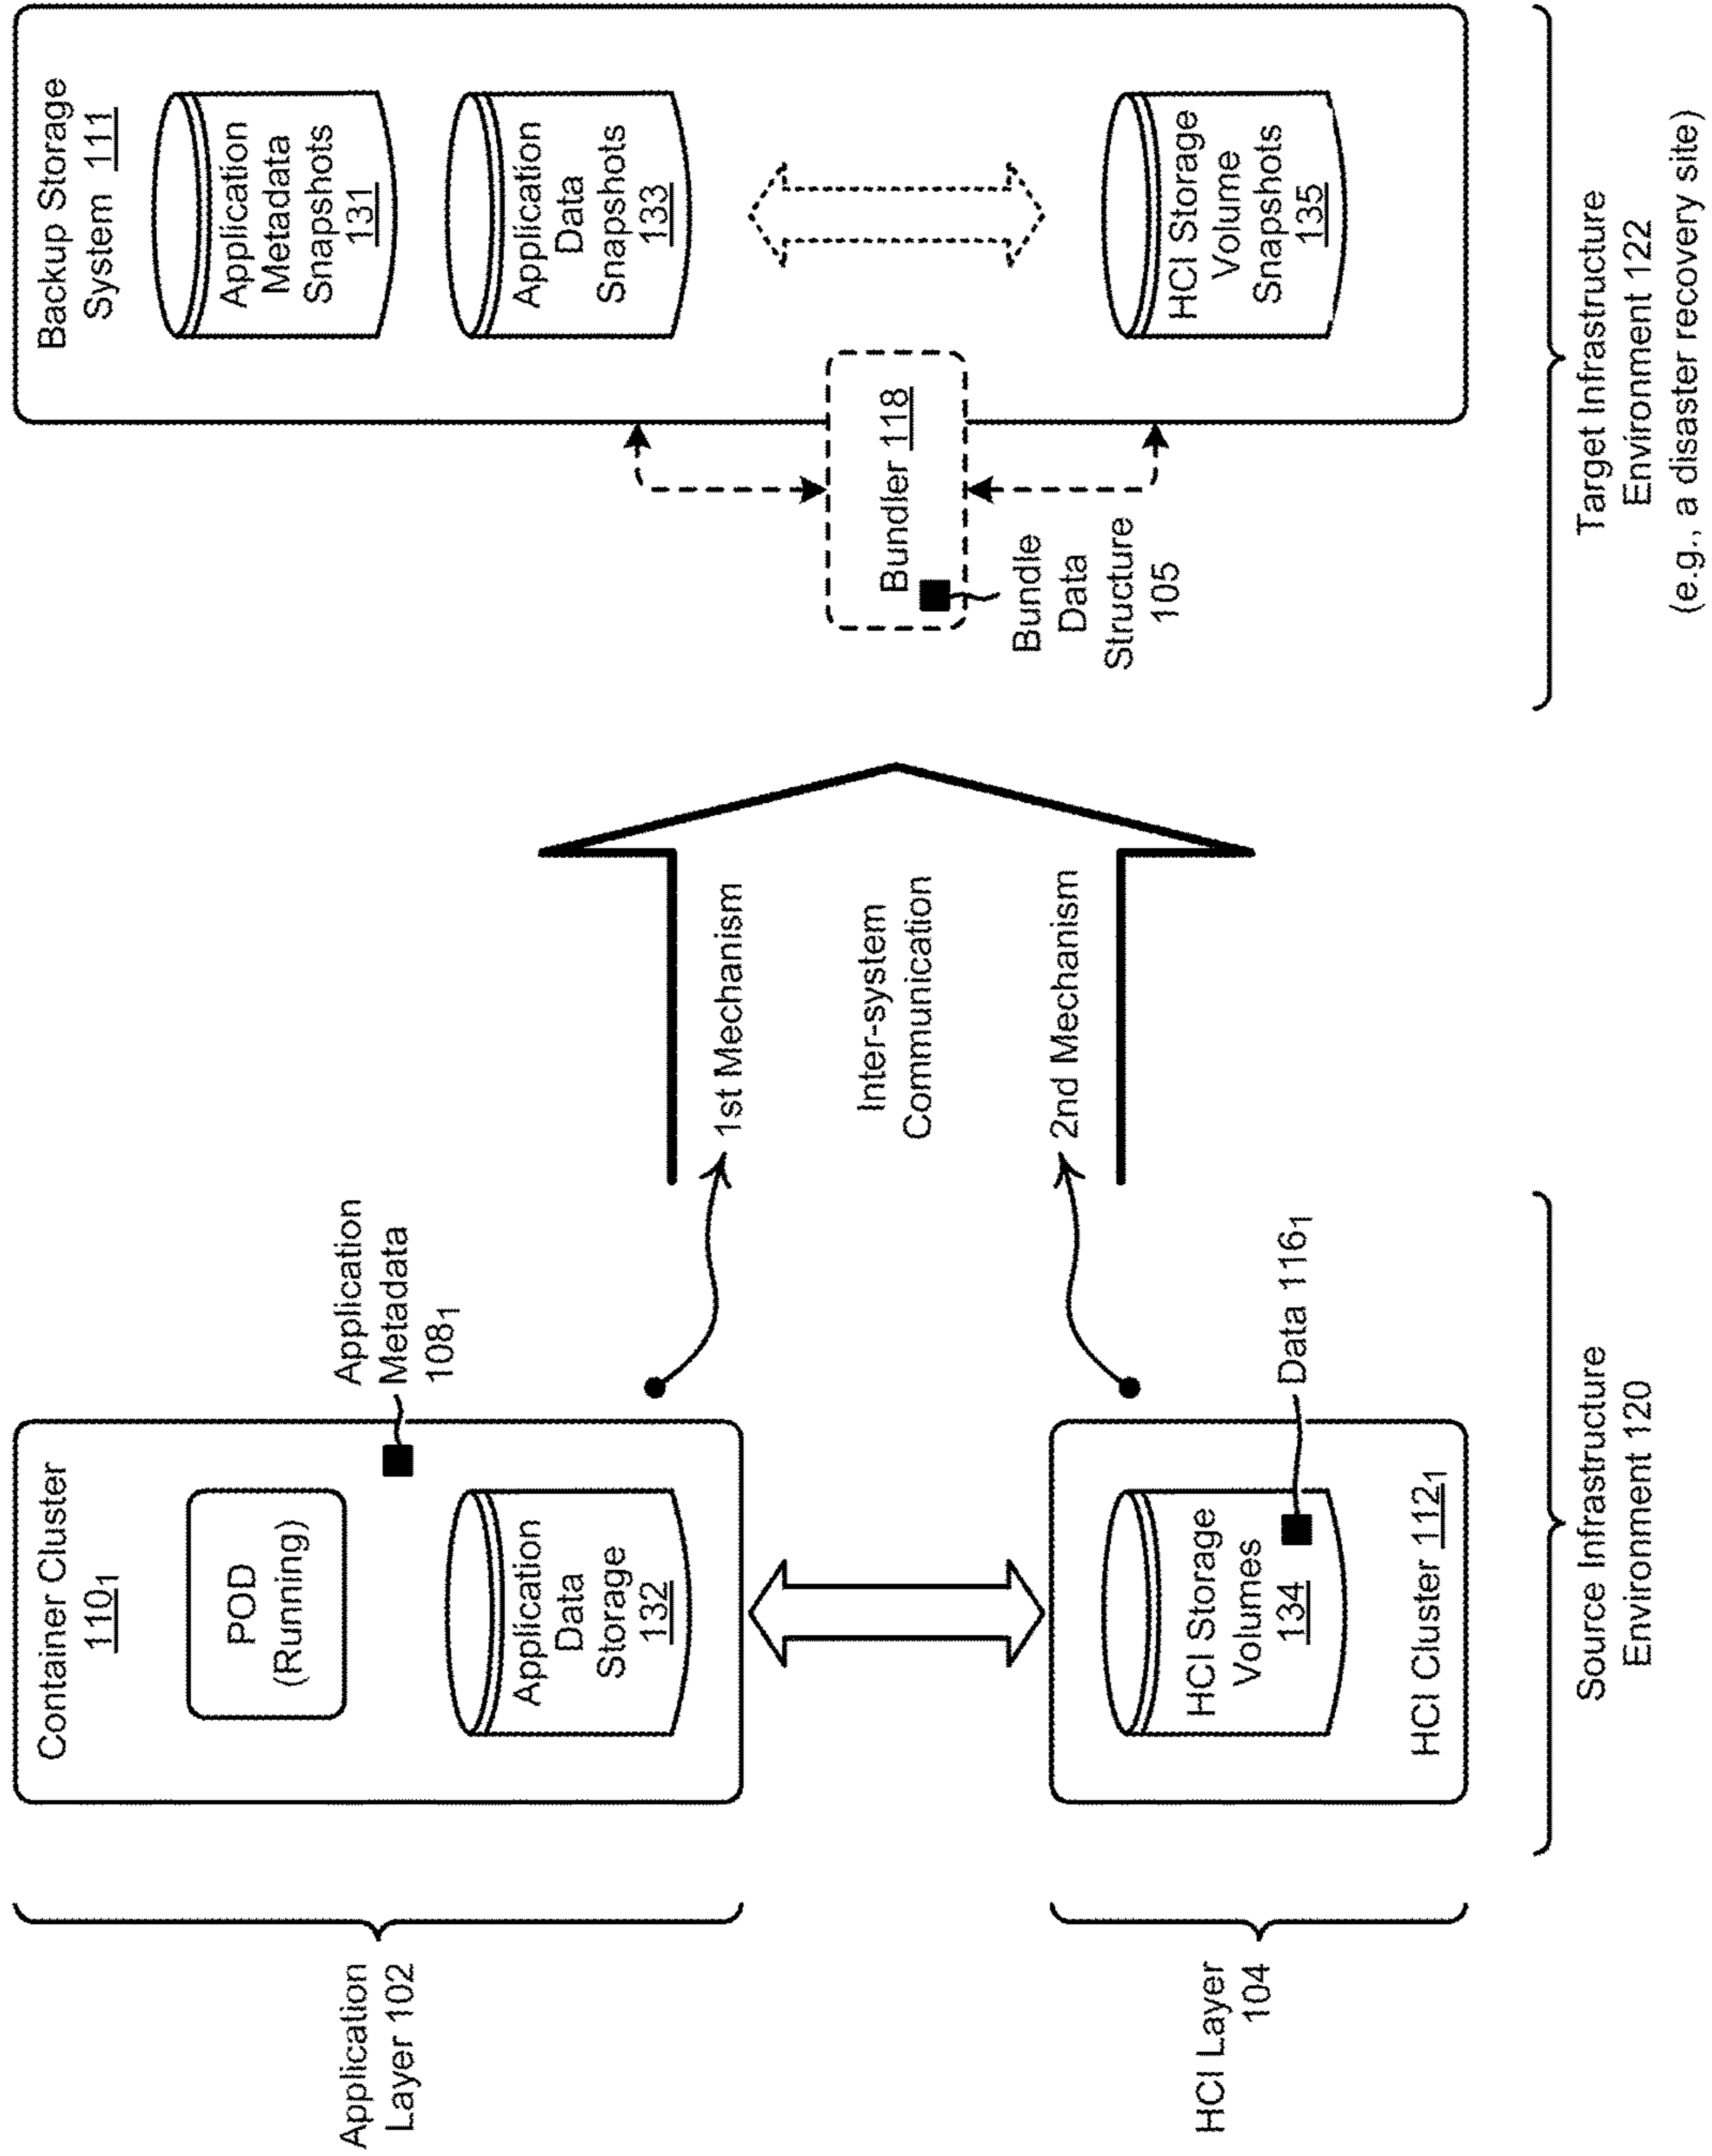 Application
Layer 102
HCI Layer
104
Container Cluster
110₁
POD
(Running)
Application
Metadata
108₁
Application
Data
Storage
132
HCI Storage
Volumes
134
Data 116₁
HCI Cluster 112₁
Source Infrastructure
Environment 120
1st Mechanism
Inter-system
Communication
2nd Mechanism
Backup Storage
System 111
Application
Metadata
Snapshots
131
Application
Data
Snapshots
133
Bundler 118
Bundle
Data
Structure
105
HCI Storage
Volume
Snapshots
135
Target Infrastructure
Environment 122
(e.g., a disaster recovery site)